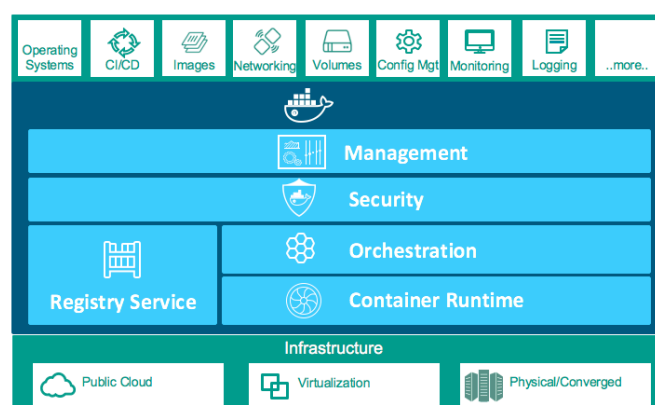 Operating
Systems
CI/CD
Images
Networking
Volumes
Config Mgt
Monitoring
Logging
..more..
Management
Security
Orchestration
Registry Service
Container Runtime
Infrastructure
Public Cloud
Virtualization
Physical/Converged